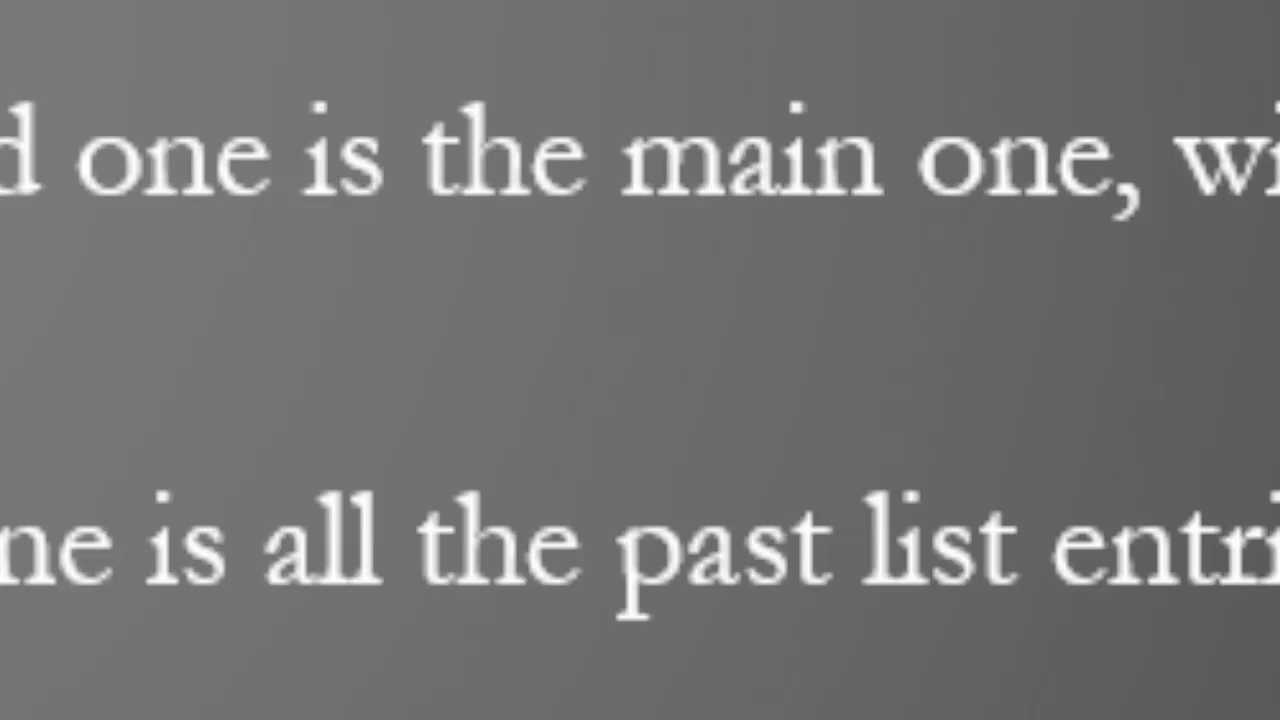 d one is the main one, wi
ne is all the past list entri